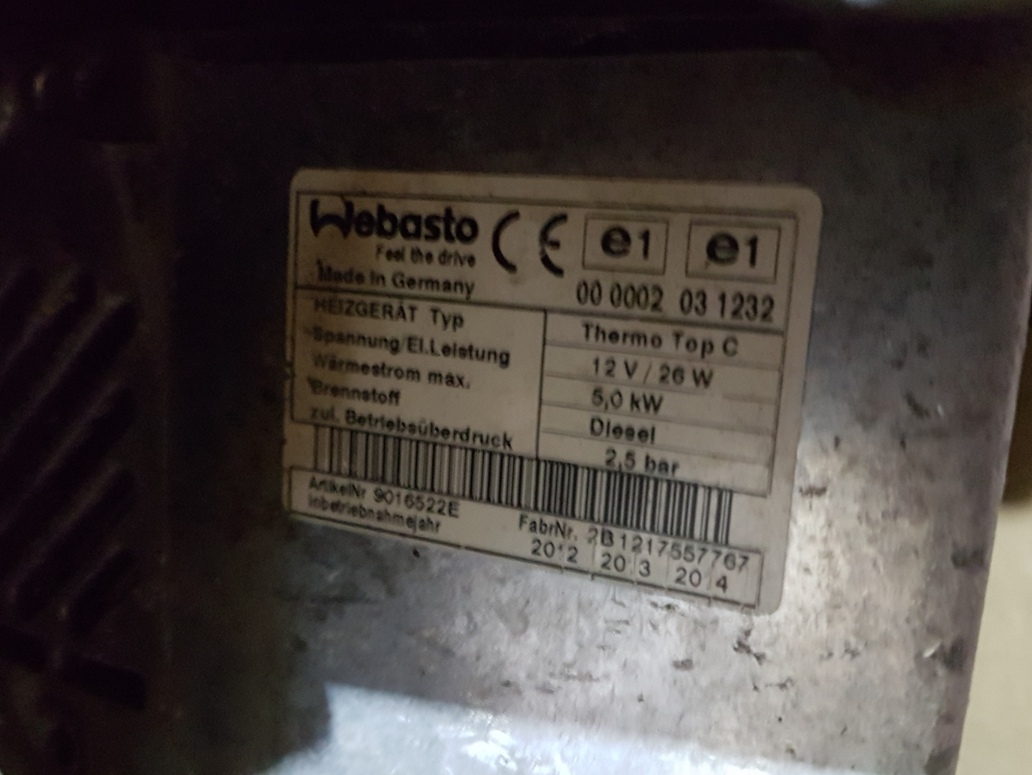 Webasto
Feel the drive
Made in Germany
CE e1 e1
00 0002 03 1232
HEIZGERÄT Typ Thermo Top C
Spannung/El.Leistung 12 V / 26 W
Wärmestrom max. 5,0 kW
Brennstoff Diesel
zul. Betriebsüberdruck 2,5 bar
ArtikelNr 9016522E FabrNr. 2B1217557767
Inbetriebnahmejahr 2012 2013 2014